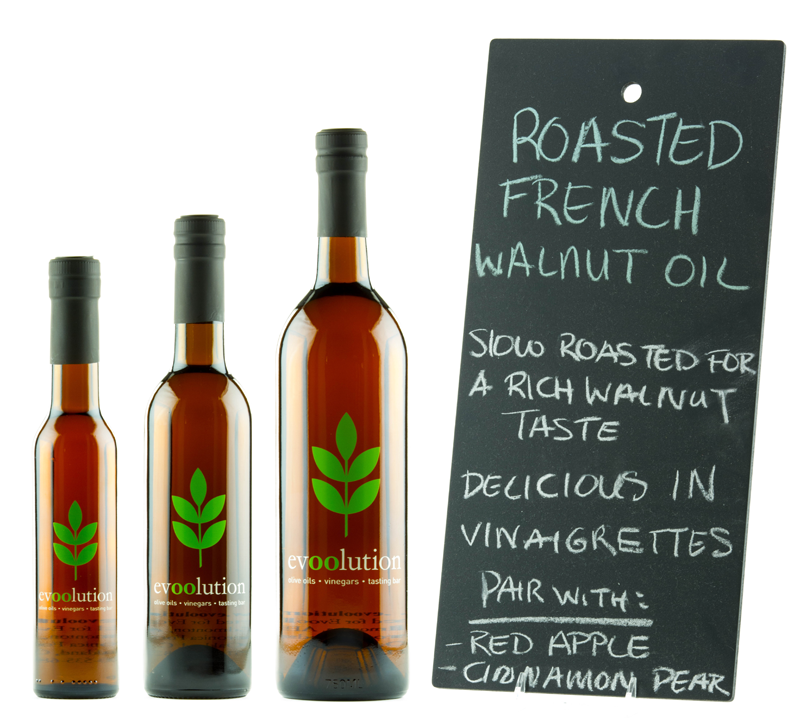 evoolution
olive oils • vinegars • tasting bar
evoolution
olive oils • vinegars • tasting bar
evoolution
olive oils • vinegars • tasting bar
ROASTED
FRENCH
WALNUT OIL
SLOW ROASTED FOR
A RICH WALNUT
TASTE
DELICIOUS IN
VINAIGRETTES
PAIR WITH:
- RED APPLE
- CINNAMON PEAR